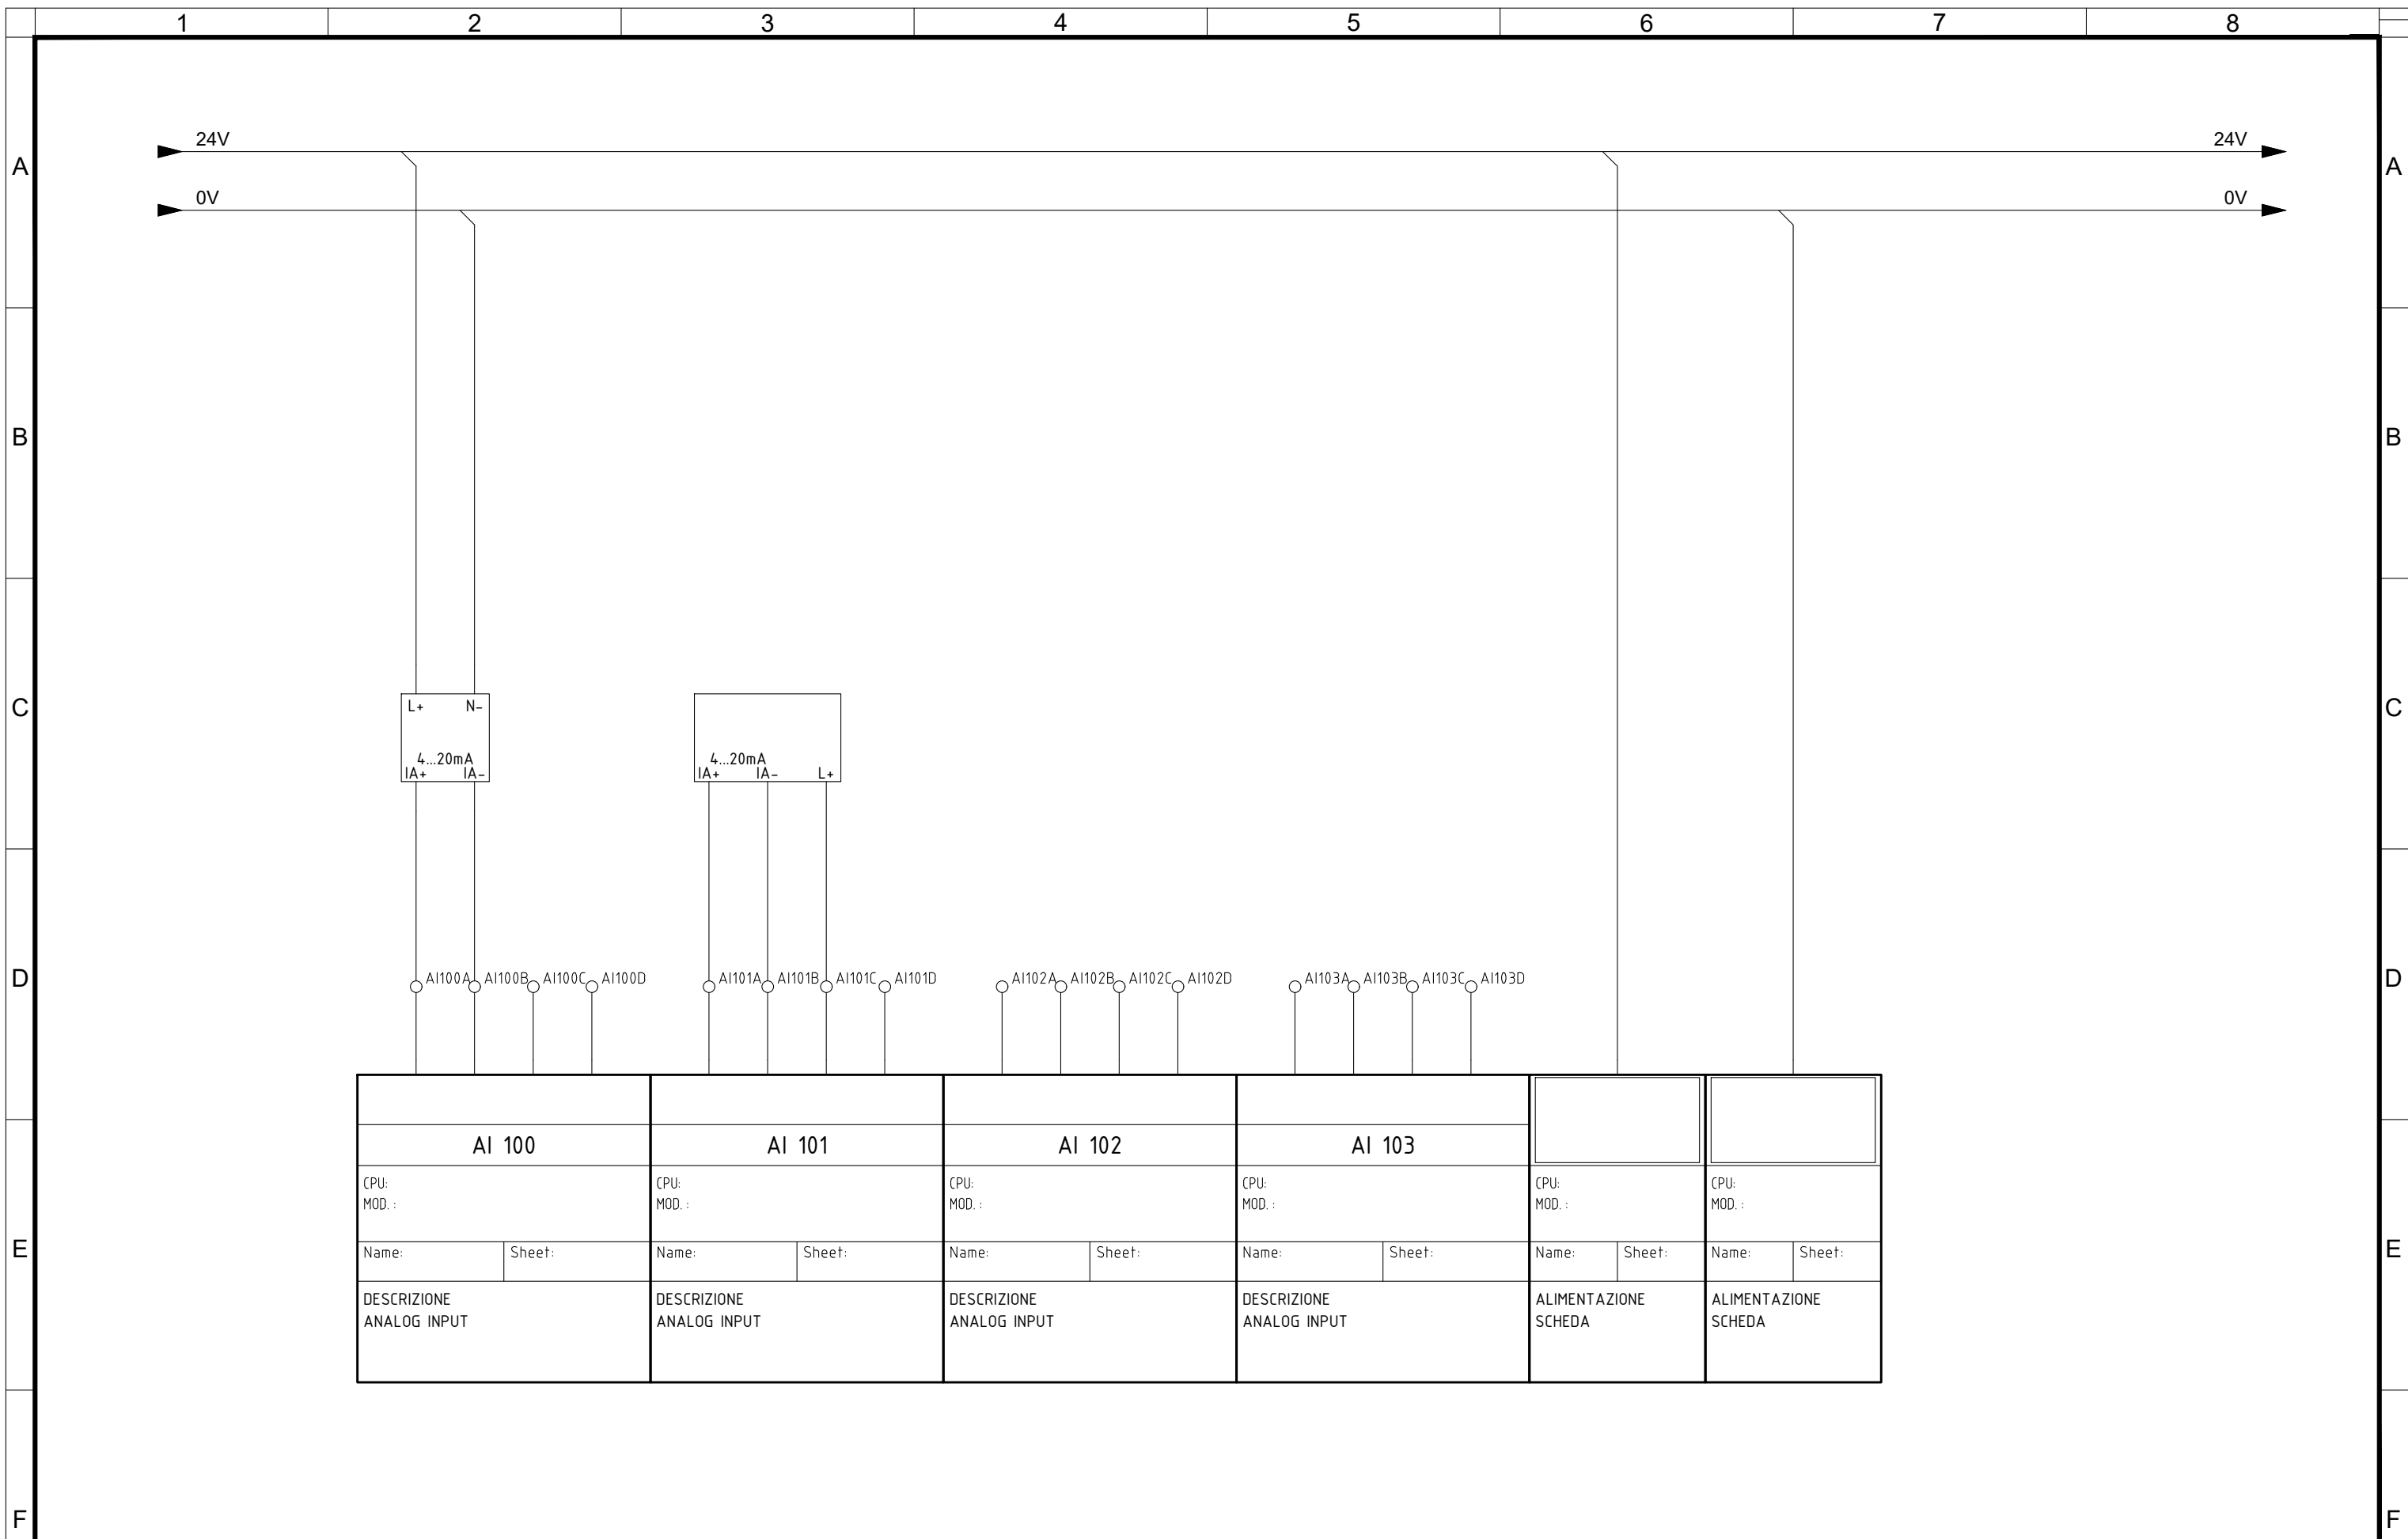 1 2 3 4 5 6 7 8
24V 24V
A A
0V 0V
B B
L+ N- 
C C
4...20mA 4...20mA
IA+ IA- IA+ IA- L+
D AI100A AI100B AI100C AI100D AI101A AI101B AI101C AI101D AI102A AI102B AI102C AI102D AI103A AI103B AI103C AI103D D
AI 100 AI 101 AI 102 AI 103
CPU: CPU: CPU: CPU: CPU: CPU:
MOD. : MOD. : MOD. : MOD. : MOD. : MOD. :
E Name: Sheet: Name: Sheet: Name: Sheet: Name: Sheet: Name: Sheet: Name: Sheet: E
DESCRIZIONE DESCRIZIONE DESCRIZIONE DESCRIZIONE ALIMENTAZIONE ALIMENTAZIONE
ANALOG INPUT ANALOG INPUT ANALOG INPUT ANALOG INPUT SCHEDA SCHEDA
F F